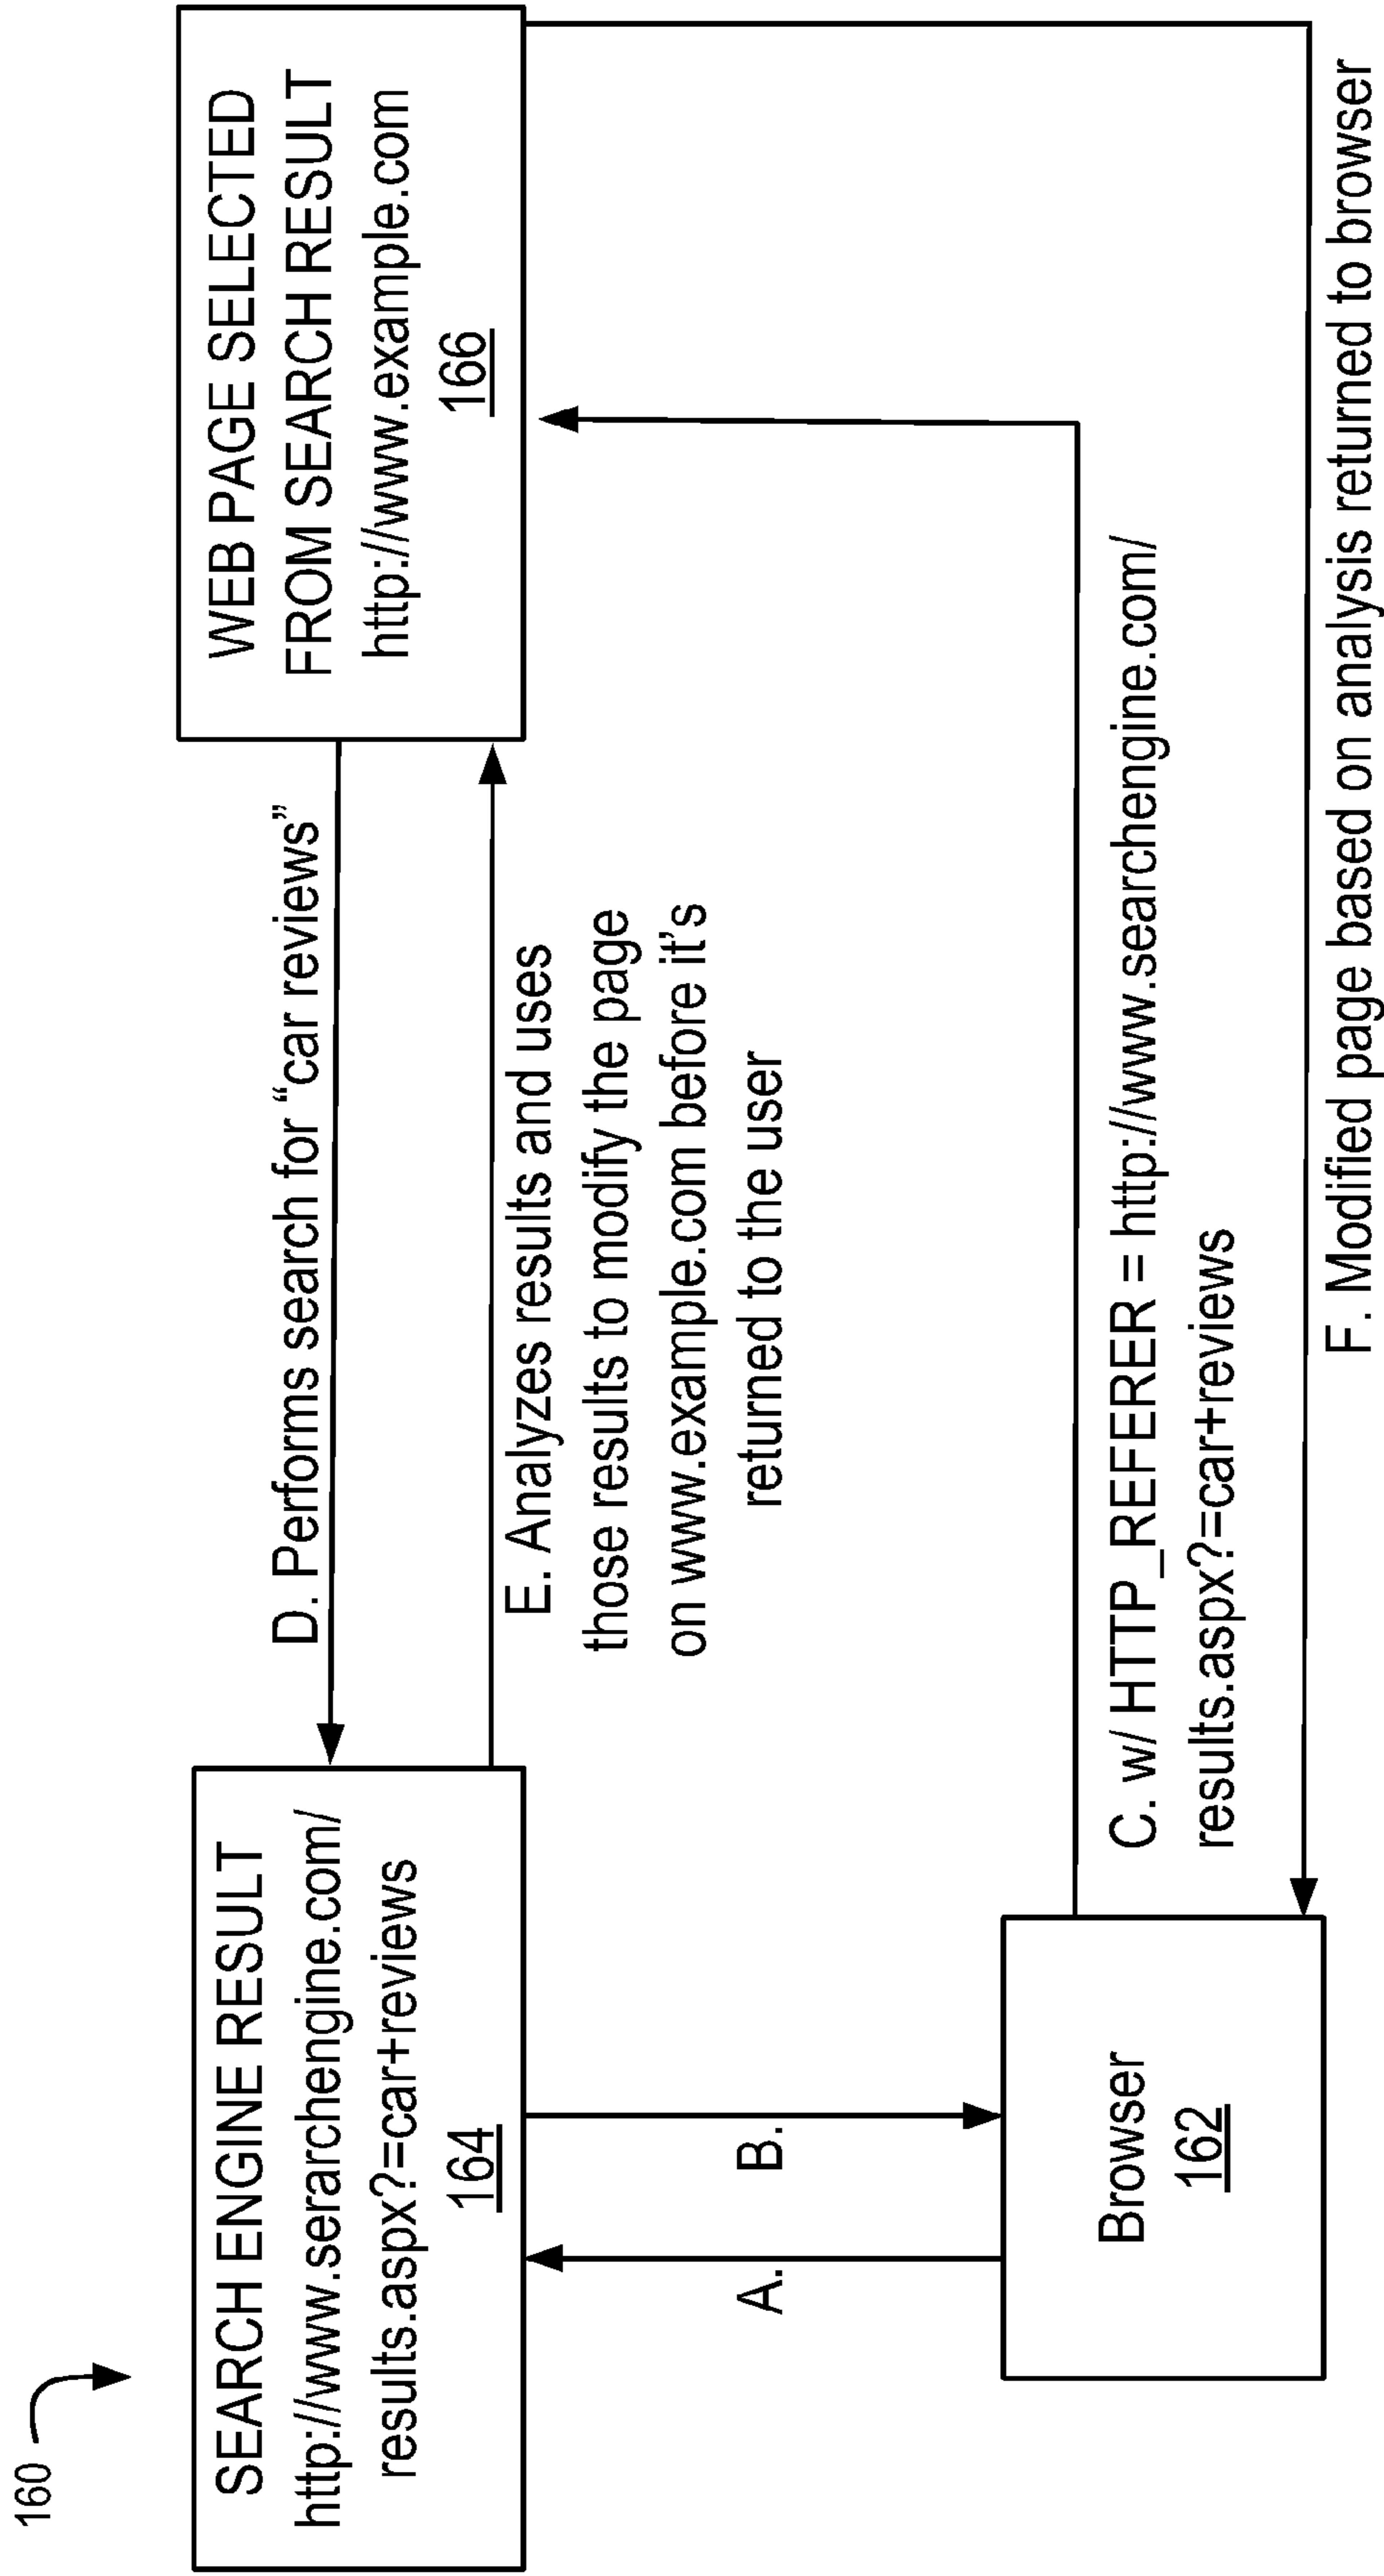 160
SEARCH ENGINE RESULT
http://www.serarchengine.com/
results.aspx?=car+reviews
164
D. Performs search for “car reviews”
WEB PAGE SELECTED
FROM SEARCH RESULT
http://www.example.com
166
E. Analyzes results and uses
those results to modify the page
on www.example.com before it’s
returned to the user
A.
B.
Browser
162
C. w/ HTTP_REFERER = http://www.searchengine.com/
results.aspx?=car+reviews
F. Modified page based on analysis returned to browser